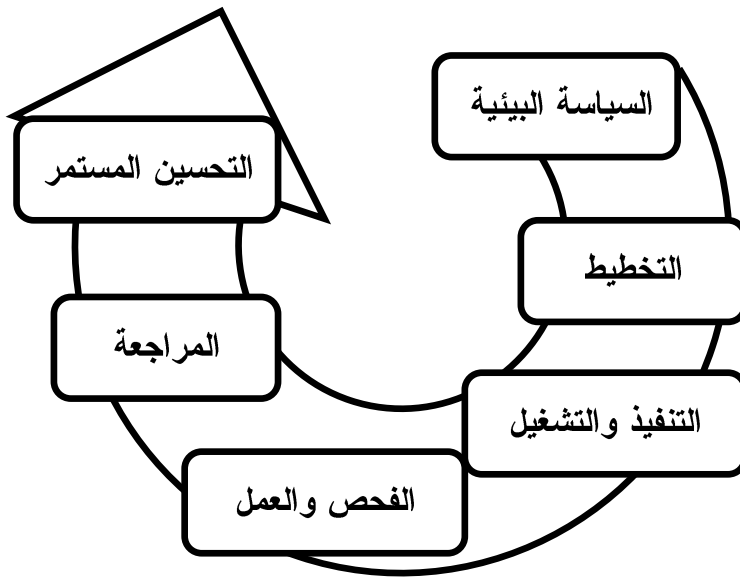 السياسة البيئية
التخطيط
التنفيذ والتشغيل
الفحص والعمل
المراجعة
التحسين المستمر